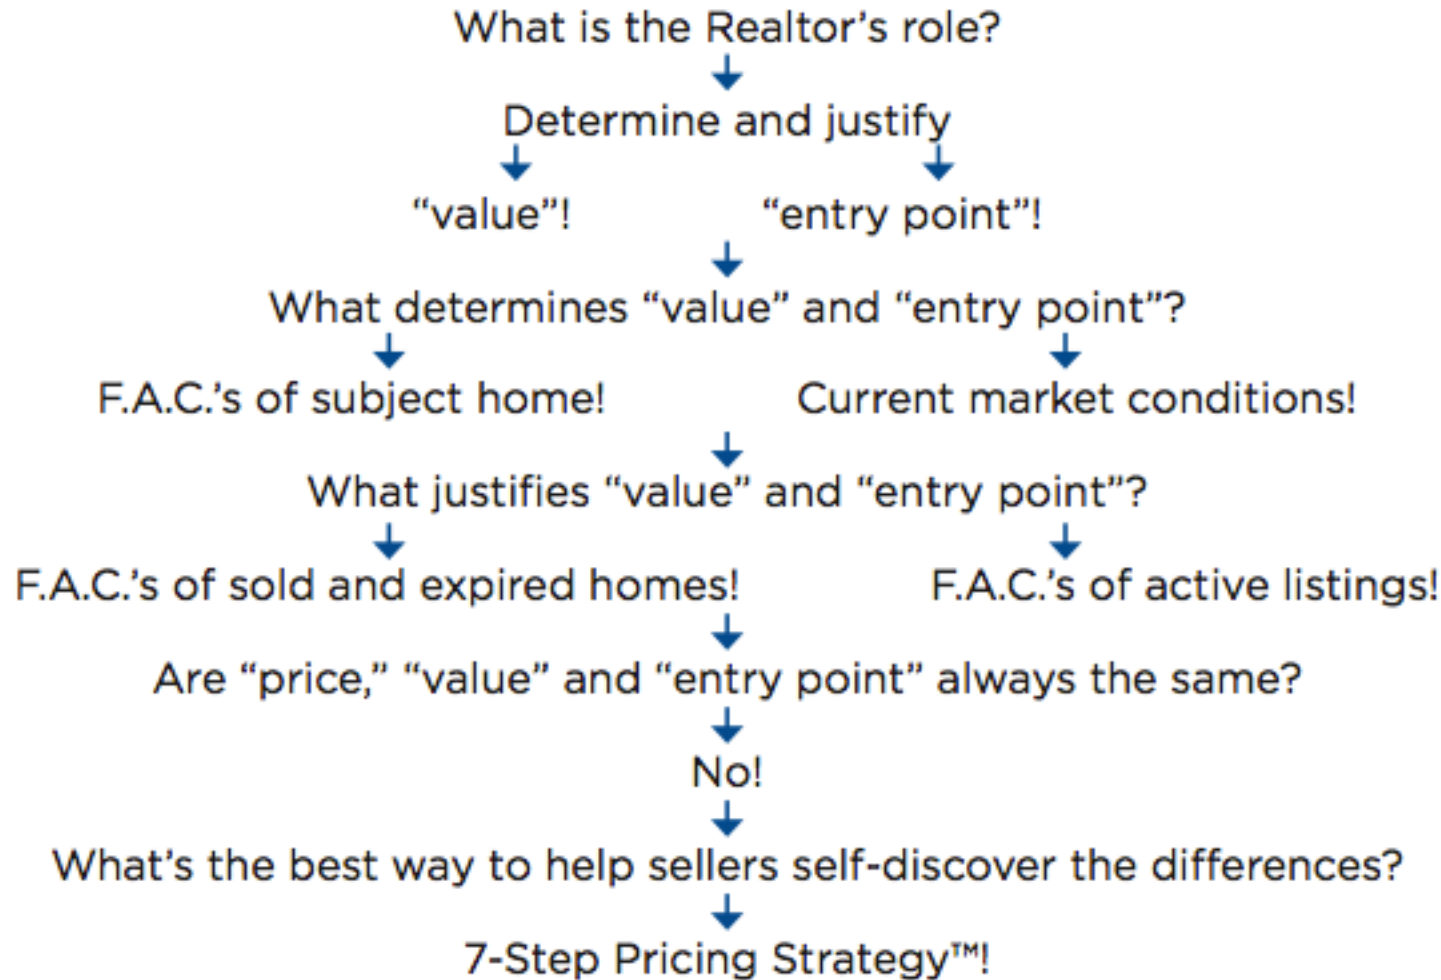 What is the Realtor’s role?
Determine and justify
“value”! “entry point”!
What determines “value” and “entry point”?
F.A.C.’s of subject home! Current market conditions!
What justifies “value” and “entry point”?
F.A.C.’s of sold and expired homes! F.A.C.’s of active listings!
Are “price,” “value” and “entry point” always the same?
No!
What’s the best way to help sellers self-discover the differences?
7-Step Pricing Strategy™!